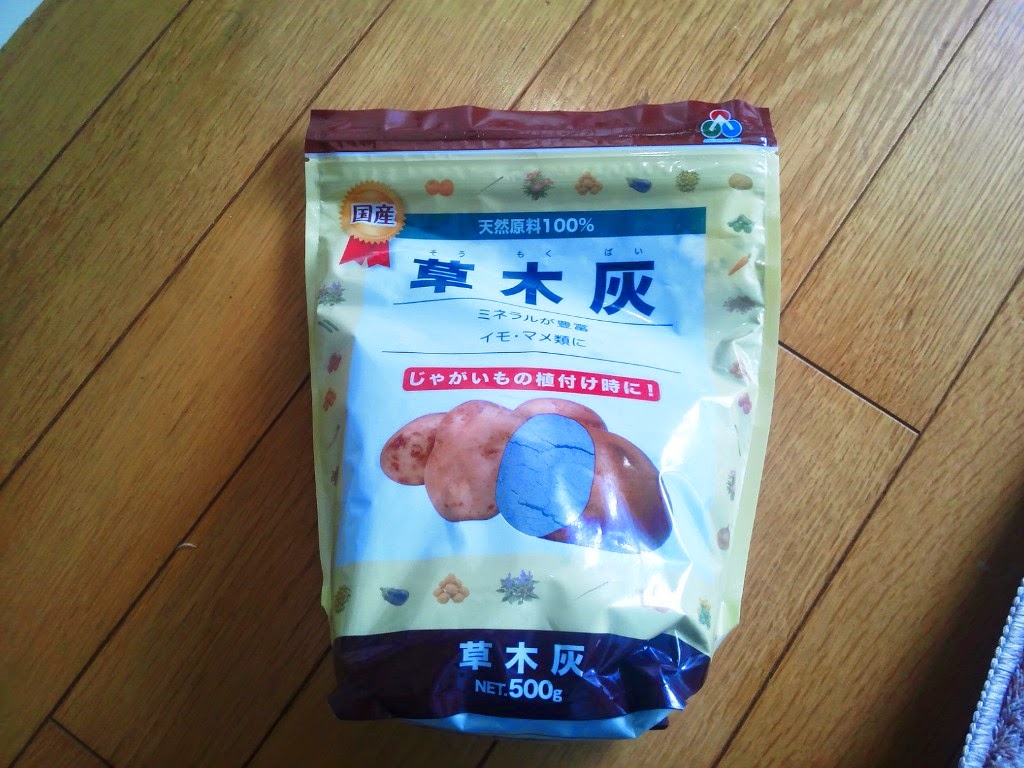 国産
天然原料100%
そうもくばい
草木灰
ミネラルが豊富
イモ・マメ類に
じゃがいもの植付け時に!
草木灰
NET.500g